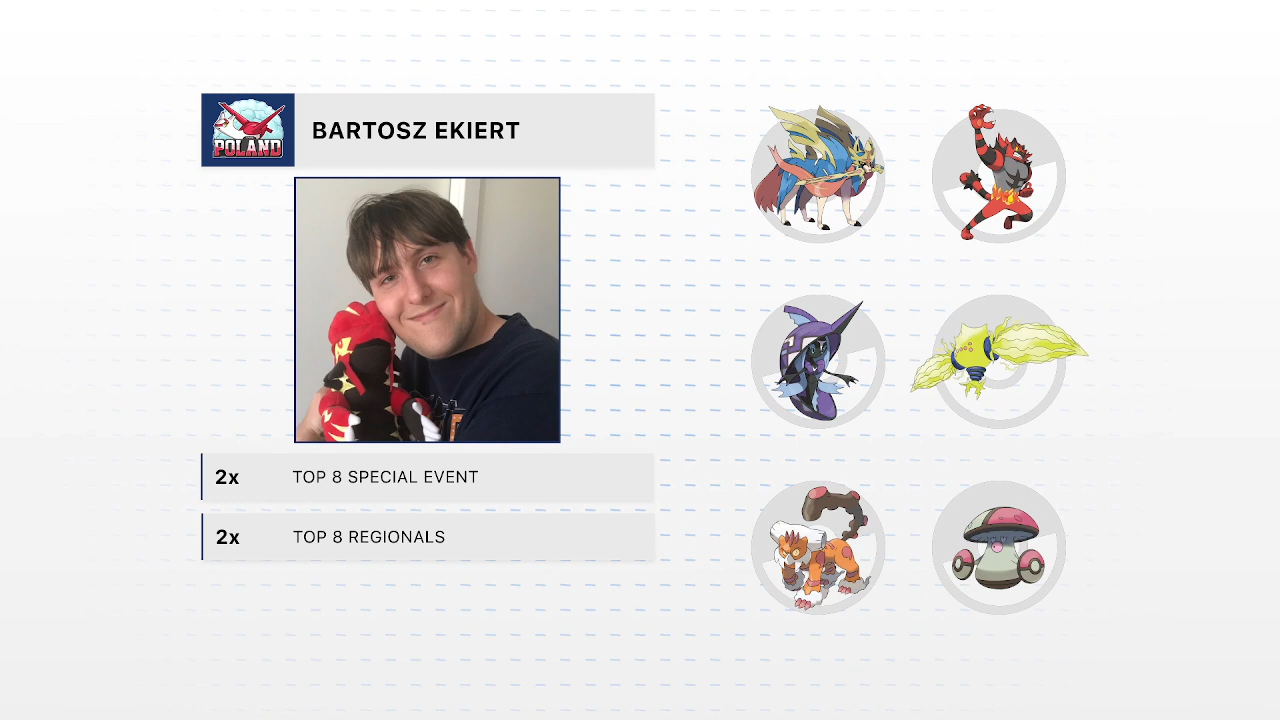 POLAND
BARTOSZ EKIERT
2x TOP 8 SPECIAL EVENT
2x TOP 8 REGIONALS